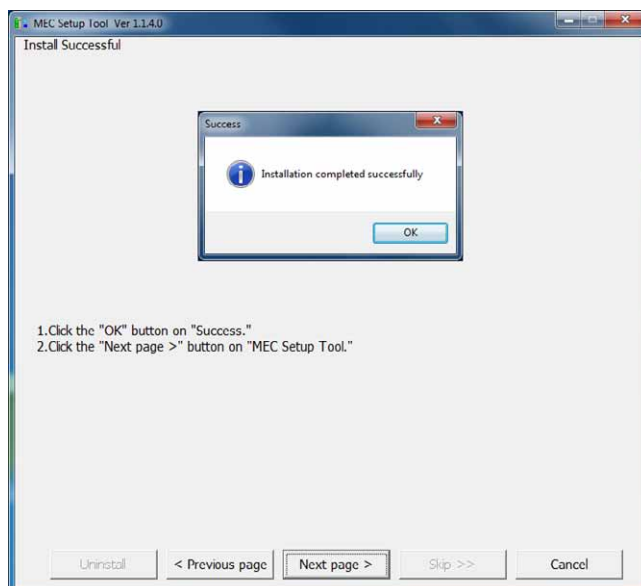 MEC Setup Tool Ver 1.1.4.0
Install Successful
Success
Installation completed successfully
OK
1.Click the "OK" button on "Success."
2.Click the "Next page >" button on "MEC Setup Tool."
Uninstall
< Previous page
Next page >
Skip >>
Cancel